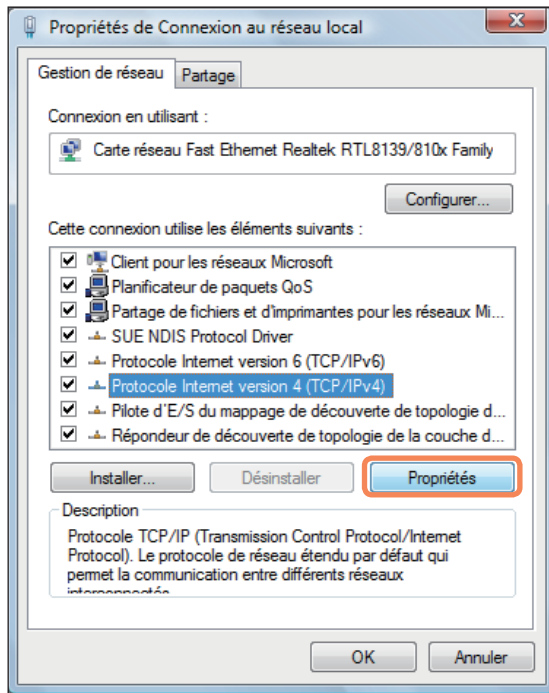 Propriétés de Connexion au réseau local
Gestion de réseau
Partage
Connexion en utilisant :
Carte réseau Fast Ethernet Realtek RTL8139/810x Family
Configurer...
Cette connexion utilise les éléments suivants :
Client pour les réseaux Microsoft
Planificateur de paquets QoS
Partage de fichiers et d'imprimantes pour les réseaux Mi...
SUE NDIS Protocol Driver
Protocole Internet version 6 (TCP/IPv6)
Protocole Internet version 4 (TCP/IPv4)
Pilote d'E/S du mappage de découverte de topologie d...
Répondeur de découverte de topologie de la couche d...
Installer...
Désinstaller
Propriétés
Description
Protocole TCP/IP (Transmission Control Protocol/Internet
Protocol). Le protocole de réseau étendu par défaut qui
permet la communication entre différents réseaux
interconnectés
OK
Annuler